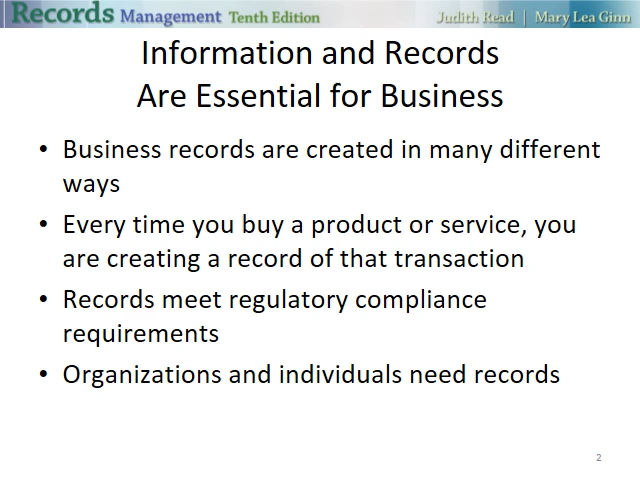 Records Management Tenth Edition Judith Read | Mary Lea Ginn
Information and Records
Are Essential for Business
• Business records are created in many different
ways
• Every time you buy a product or service, you
are creating a record of that transaction
• Records meet regulatory compliance
requirements
• Organizations and individuals need records
2